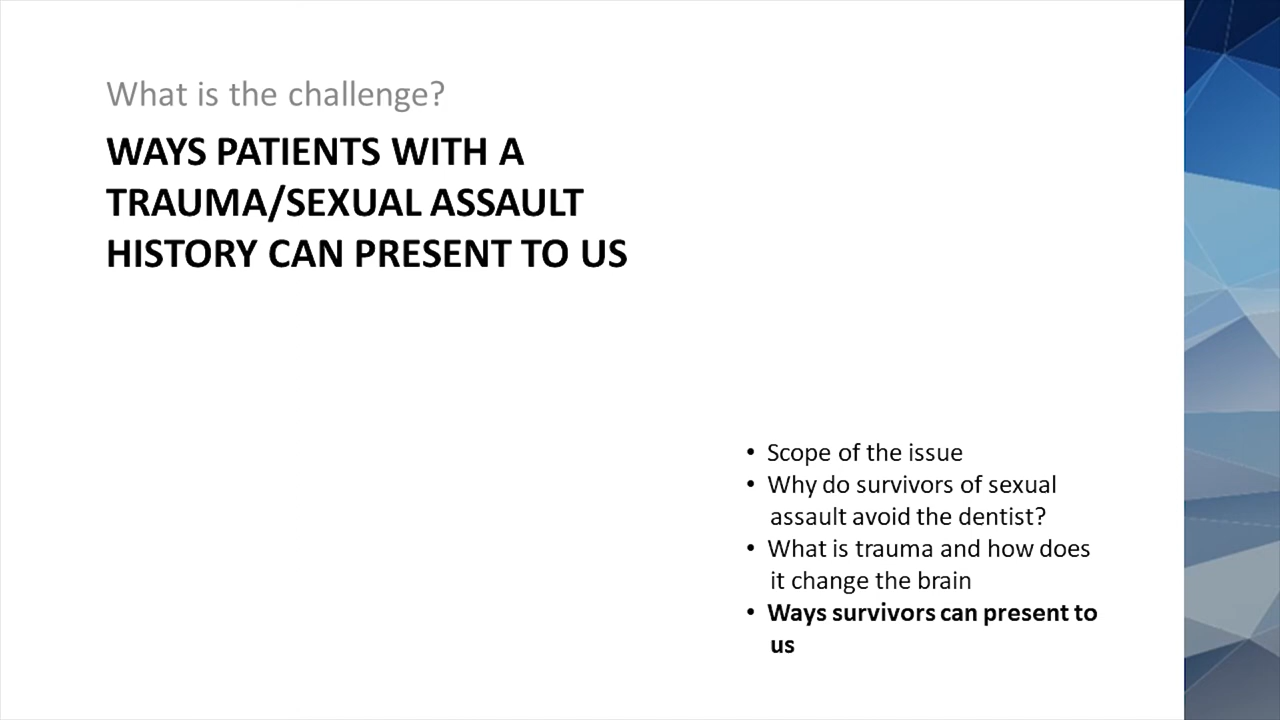 What is the challenge?
WAYS PATIENTS WITH A
TRAUMA/SEXUAL ASSAULT
HISTORY CAN PRESENT TO US
• Scope of the issue
• Why do survivors of sexual
assault avoid the dentist?
• What is trauma and how does
it change the brain
• Ways survivors can present to
us